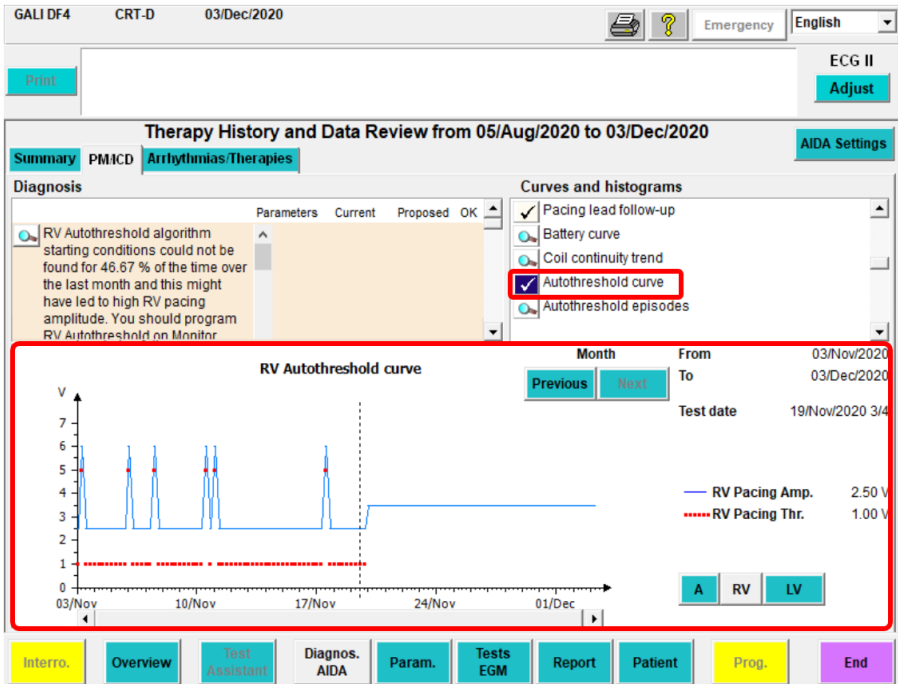 GALI DF4 CRT-D 03/Dec/2020
Emergency English
ECG II
Print
Adjust
Therapy History and Data Review from 05/Aug/2020 to 03/Dec/2020
AIDA Settings
Summary PM/ICD Arrhythmias/Therapies
Diagnosis
Parameters Current Proposed OK
RV Autothreshold algorithm
starting conditions could not be
found for 46.67 % of the time over
the last month and this might
have led to high RV pacing
amplitude. You should program
RV Autothreshold on Monitor
Curves and histograms
Pacing lead follow-up
Battery curve
Coil continuity trend
Autothreshold curve
Autothreshold episodes
RV Autothreshold curve
Month
Previous Next
From 03/Nov/2020
To 03/Dec/2020
Test date 19/Nov/2020 3/4
V
7
6
5
4
3
2
1
0
03/Nov 10/Nov 17/Nov 24/Nov 01/Dec
RV Pacing Amp. 2.50 V
RV Pacing Thr. 1.00 V
A RV LV
Interro. Overview Test Assistant Diagnos. AIDA Param. Tests EGM Report Patient Prog. End